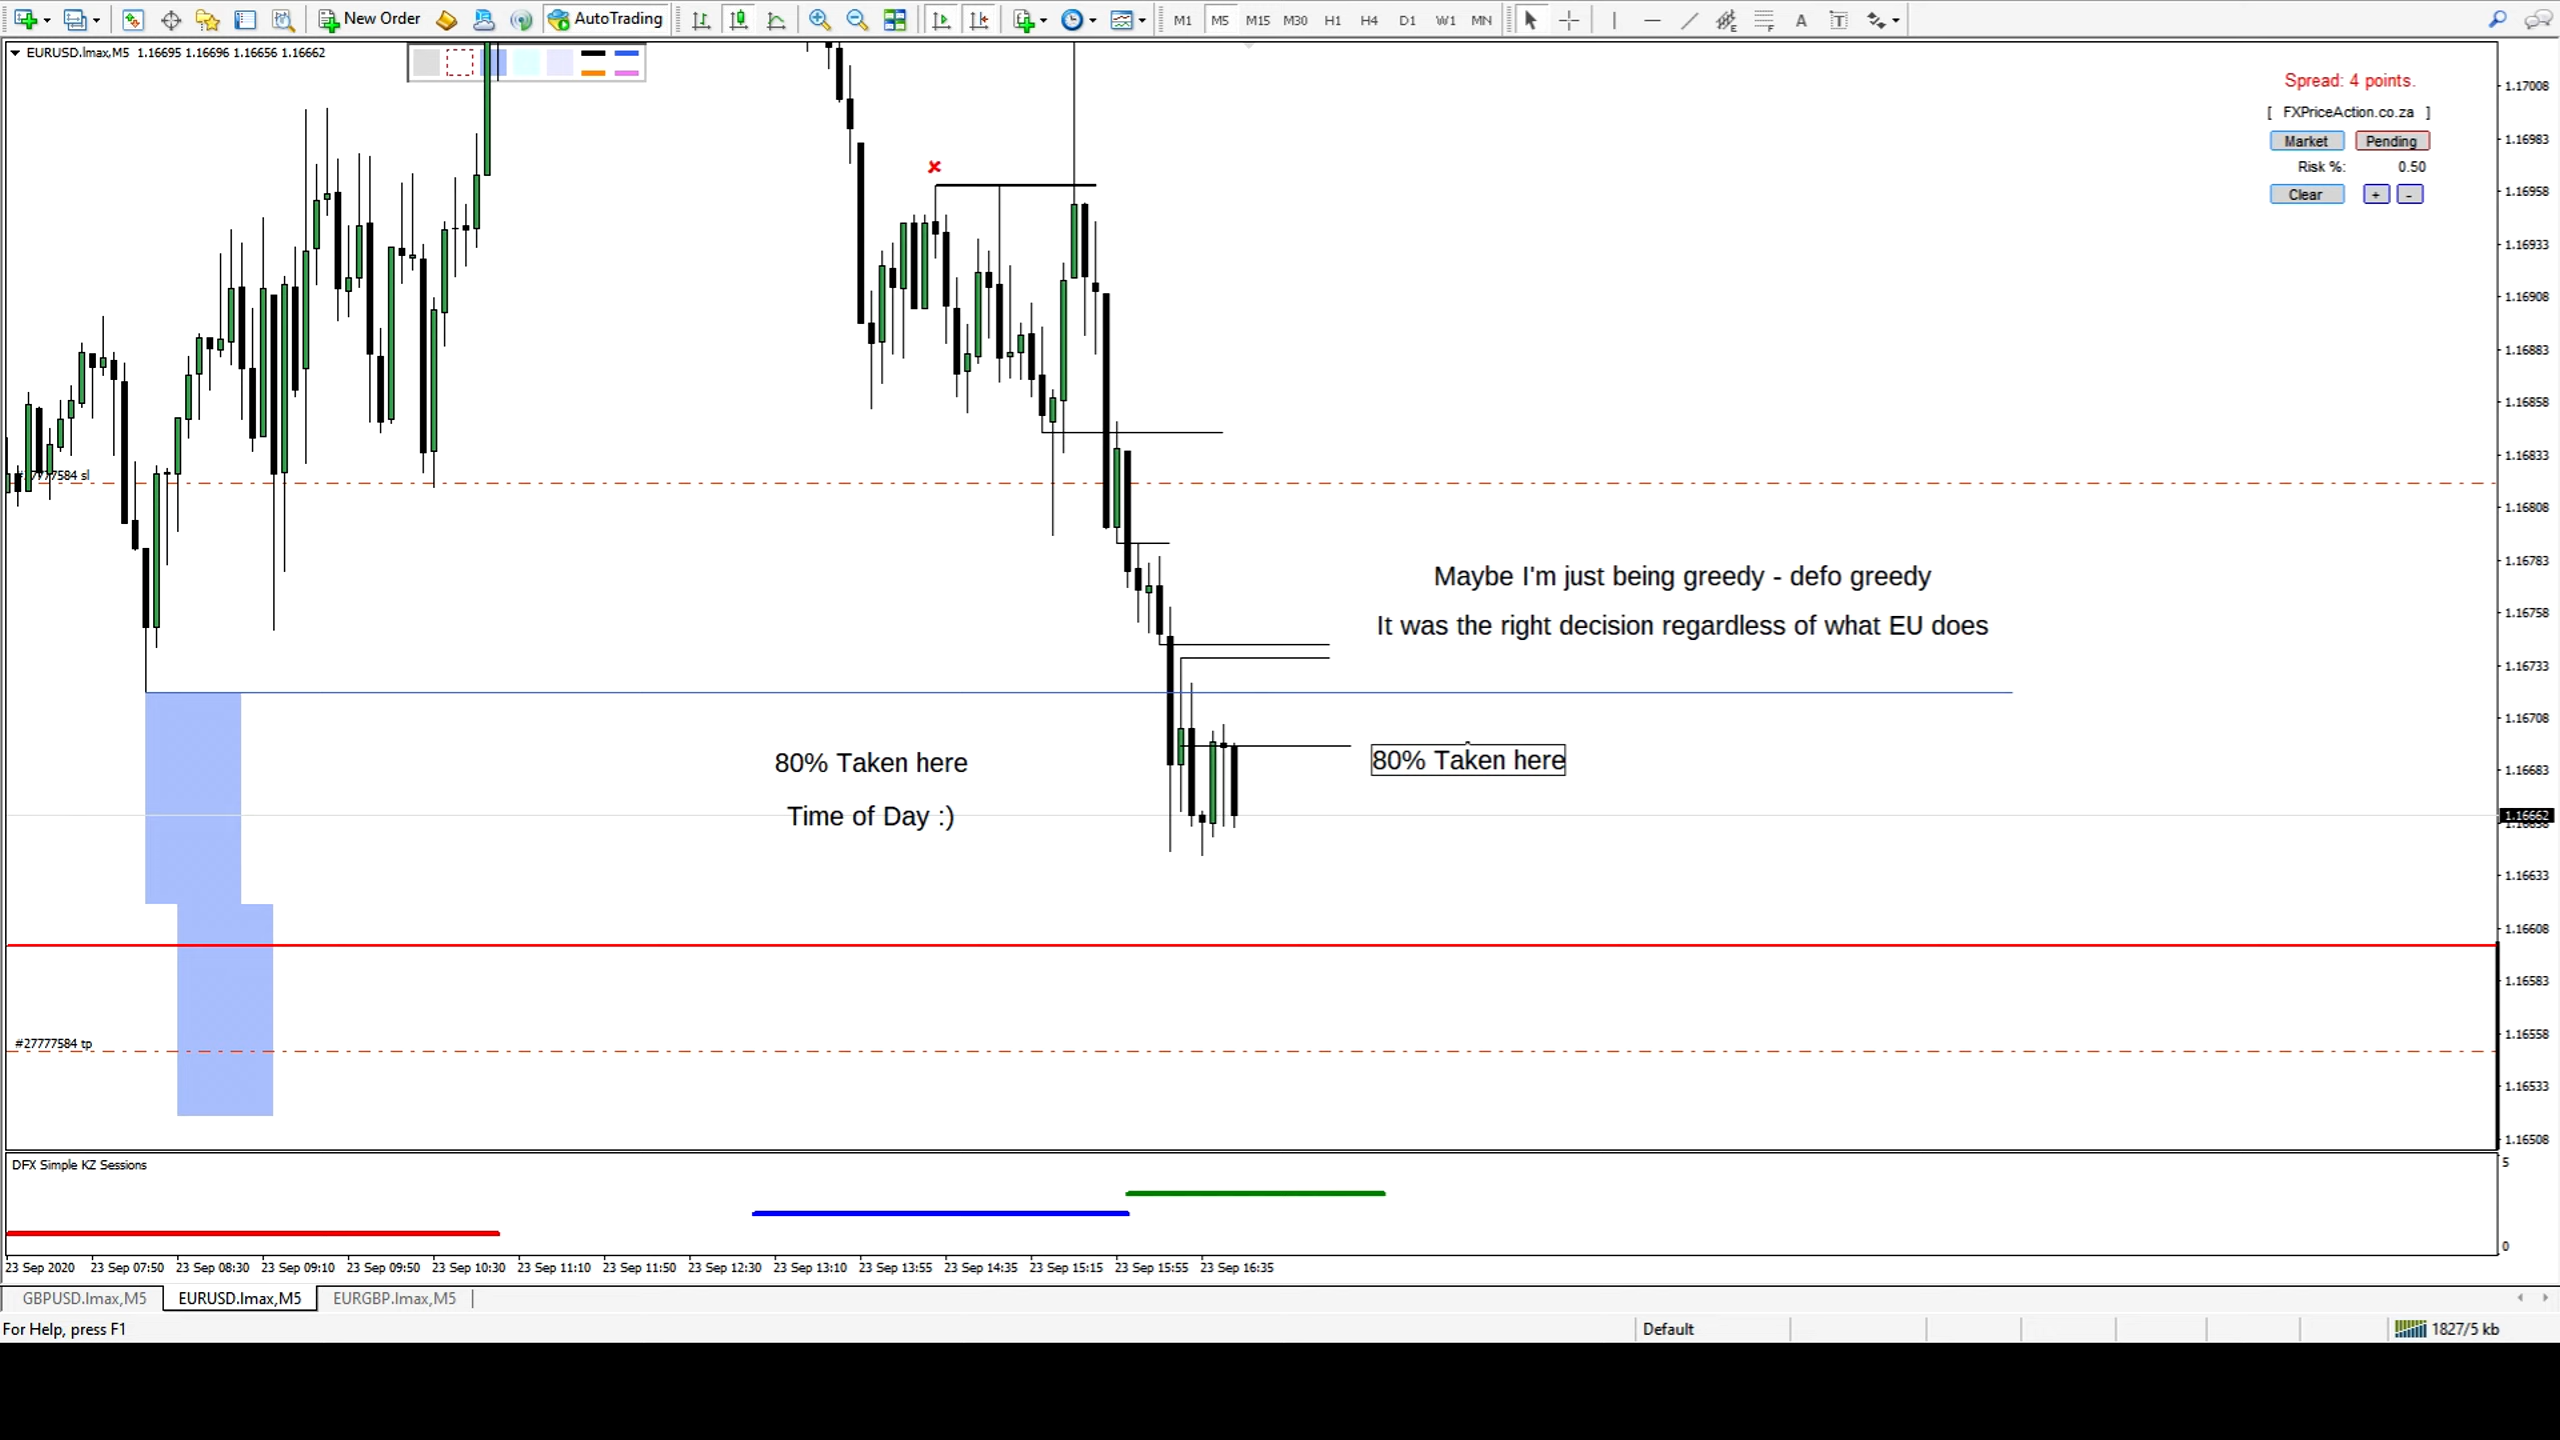 New Order
AutoTrading
M1 M5 M15 M30 H1 H4 D1 W1 MN
EURUSD.lmax,M5 1.16695 1.16696 1.16656 1.16662
Spread: 4 points.
[ FXPriceAction.co.za ]
Market Pending
Risk %: 0.50
Clear + -
1.17008
1.16983
1.16958
1.16933
1.16908
1.16883
1.16858
1.16833
1.16808
1.16783
1.16758
1.16733
1.16708
1.16683
1.16662
1.16633
1.16608
1.16583
1.16558
1.16533
1.16508
#27777584 sl
Maybe I'm just being greedy - defo greedy
It was the right decision regardless of what EU does
80% Taken here
80% Taken here
Time of Day :)
#27777584 tp
DFX Simple KZ Sessions
5
0
23 Sep 2020 23 Sep 07:50 23 Sep 08:30 23 Sep 09:10 23 Sep 09:50 23 Sep 10:30 23 Sep 11:10 23 Sep 11:50 23 Sep 12:30 23 Sep 13:10 23 Sep 13:55 23 Sep 14:35 23 Sep 15:15 23 Sep 15:55 23 Sep 16:35
GBPUSD.lmax,M5 EURUSD.lmax,M5 EURGBP.lmax,M5
For Help, press F1
Default
1827/5 kb